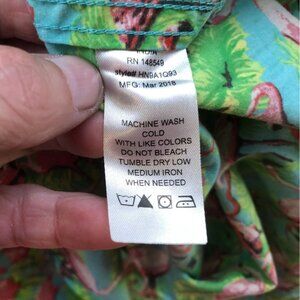 INDIA
RN 148549
style# HN9A1Q93
MFG: Mar 2018
MACHINE WASH
COLD
WITH LIKE COLORS
DO NOT BLEACH
TUMBLE DRY LOW
MEDIUM IRON
WHEN NEEDED